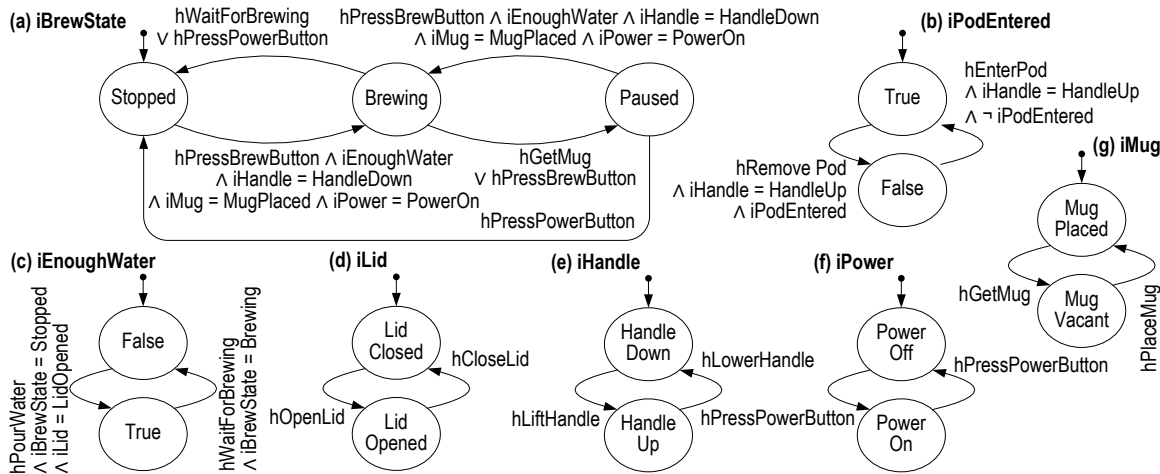 (a) iBrewState
hWaitForBrewing
∨ hPressPowerButton
hPressBrewButton ∧ iEnoughWater ∧ iHandle = HandleDown
∧ iMug = MugPlaced ∧ iPower = PowerOn
Stopped
Brewing
Paused
hPressBrewButton ∧ iEnoughWater
∧ iHandle = HandleDown
∧ iMug = MugPlaced ∧ iPower = PowerOn
hGetMug
∨ hPressBrewButton
hPressPowerButton
(b) iPodEntered
True
hEnterPod
∧ iHandle = HandleUp
∧ ¬ iPodEntered
hRemove Pod
∧ iHandle = HandleUp
∧ iPodEntered
False
(g) iMug
Mug
Placed
hGetMug
Mug
Vacant
hPlaceMug
(c) iEnoughWater
hPourWater
∧ iBrewState = Stopped
∧ iLid = LidOpened
False
True
hWaitForBrewing
∧ iBrewState = Brewing
(d) iLid
Lid
Closed
hCloseLid
hOpenLid
Lid
Opened
(e) iHandle
Handle
Down
hLowerHandle
hLiftHandle
Handle
Up
(f) iPower
Power
Off
hPressPowerButton
hPressPowerButton
Power
On